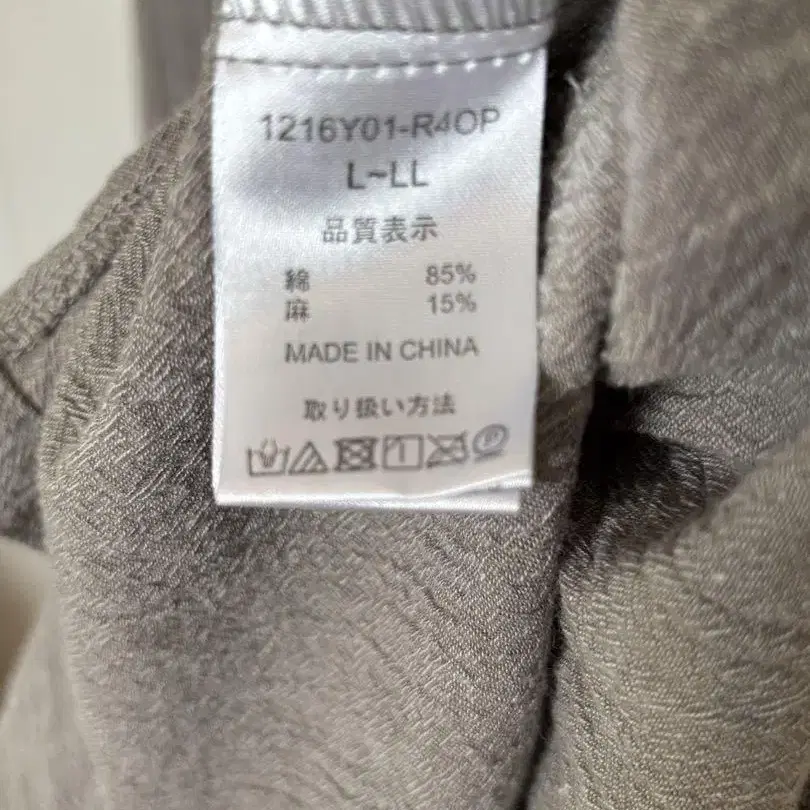 1216Y01-R4OP
L~LL
品質表示
綿 85%
麻 15%
MADE IN CHINA
取り扱い方法